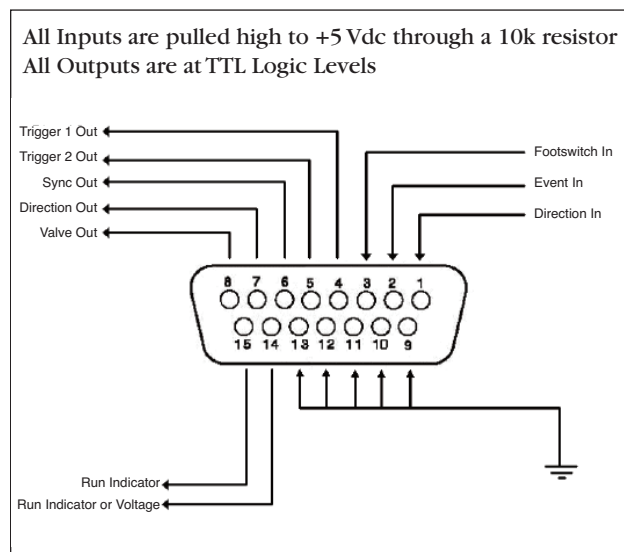 All Inputs are pulled high to +5 Vdc through a 10k resistor
All Outputs are at TTL Logic Levels
Trigger 1 Out
Trigger 2 Out
Sync Out
Direction Out
Valve Out
Footswitch In
Event In
Direction In
8 7 6 5 4 3 2 1
15 14 13 12 11 10 9
Run Indicator
Run Indicator or Voltage